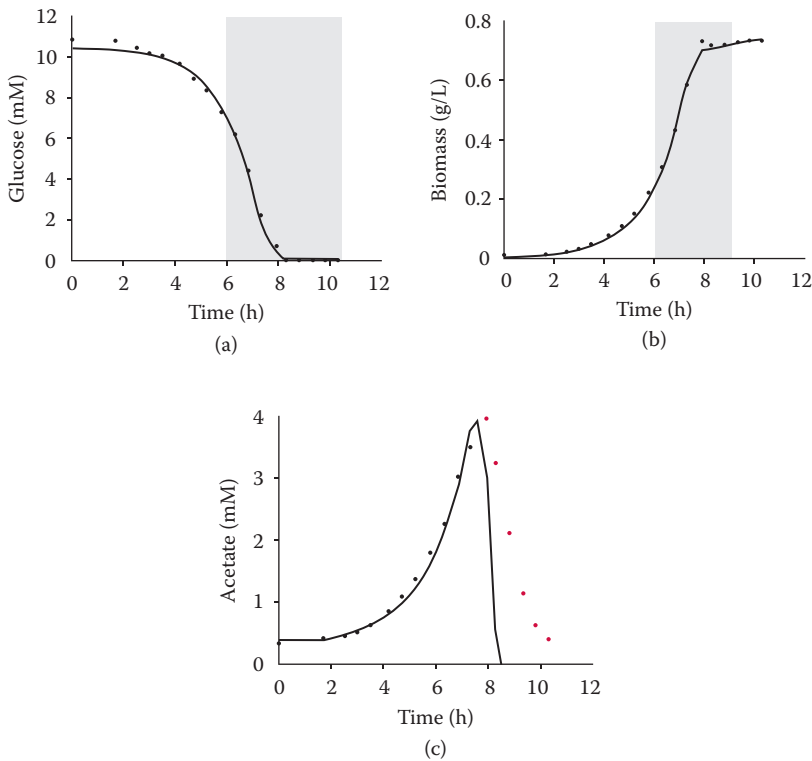 12
10
8
6
4
2
0
Glucose (mM)
0 2 4 6 8 10 12
Time (h)
(a)
0.8
0.6
0.4
0.2
0
Biomass (g/L)
0 2 4 6 8 10 12
Time (h)
(b)
4
3
2
1
0
Acetate (mM)
0 2 4 6 8 10 12
Time (h)
(c)